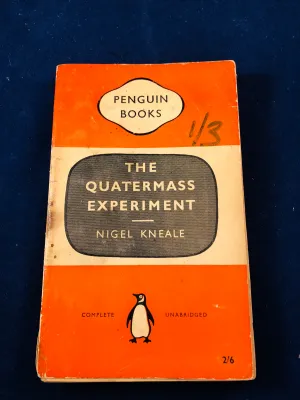 PENGUIN
BOOKS
1/3
THE
QUATERMASS
EXPERIMENT
NIGEL KNEALE
COMPLETE UNABRIDGED
2/6